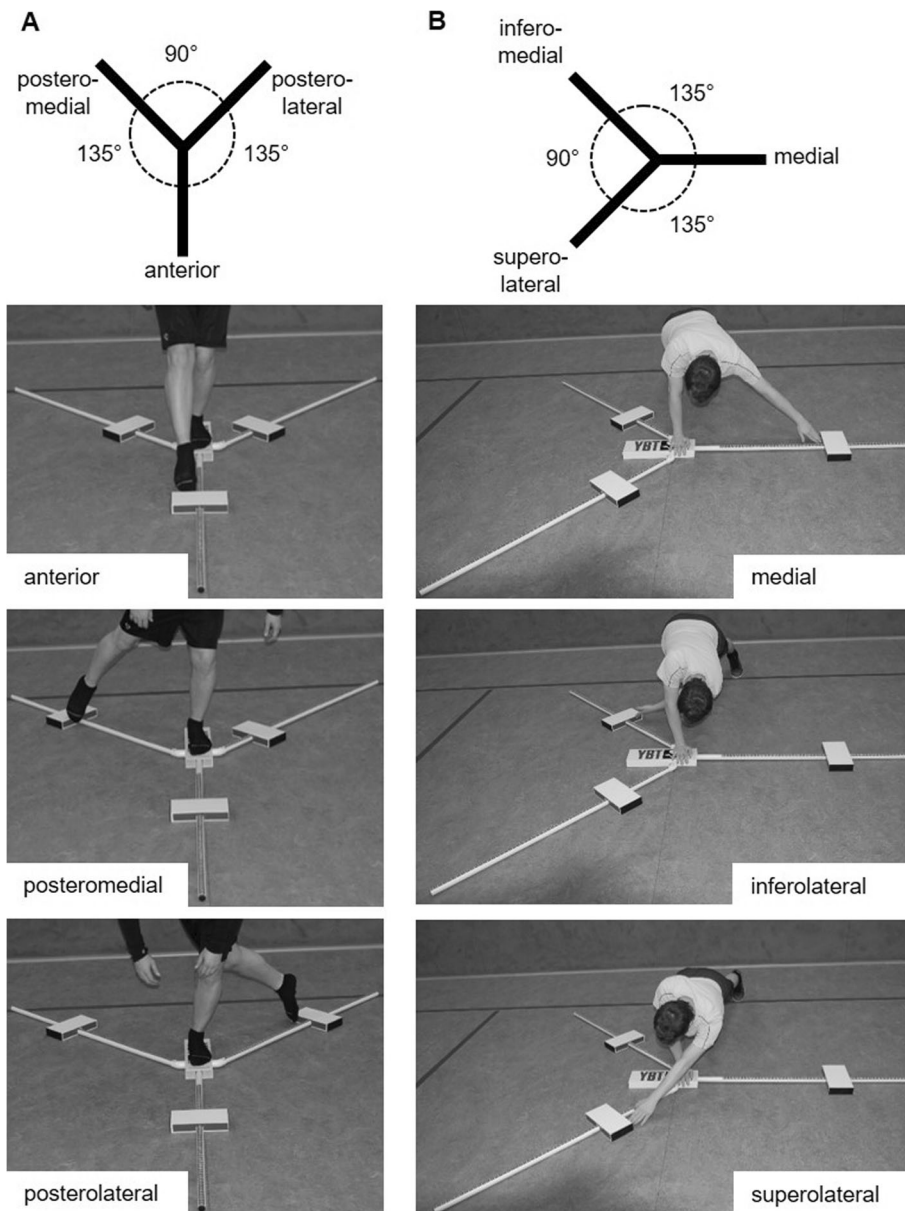 A
90°
postero-
medial
postero-
lateral
135°
135°
anterior
B
infero-
medial
135°
90°
medial
135°
supero-
lateral
anterior
YBT
medial
posteromedial
YBT
inferolateral
posterolateral
YBT
superolateral